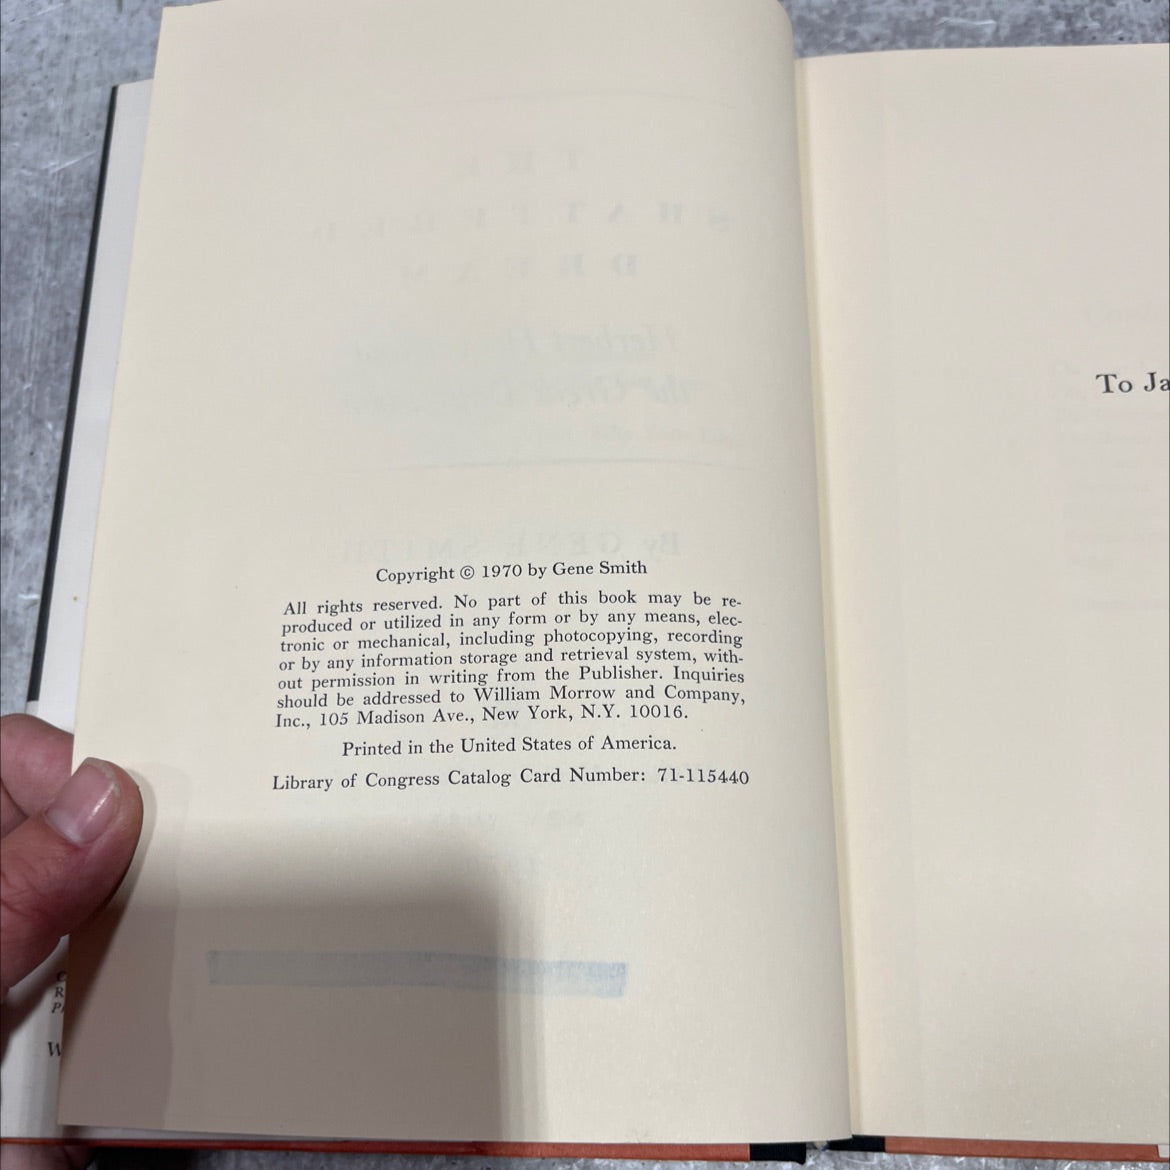 Copyright © 1970 by Gene Smith
All rights reserved. No part of this book may be re-
produced or utilized in any form or by any means, elec-
tronic or mechanical, including photocopying, recording
or by any information storage and retrieval system, with-
out permission in writing from the Publisher. Inquiries
should be addressed to William Morrow and Company,
Inc., 105 Madison Ave., New York, N.Y. 10016.
Printed in the United States of America.
Library of Congress Catalog Card Number: 71-115440
To Ja